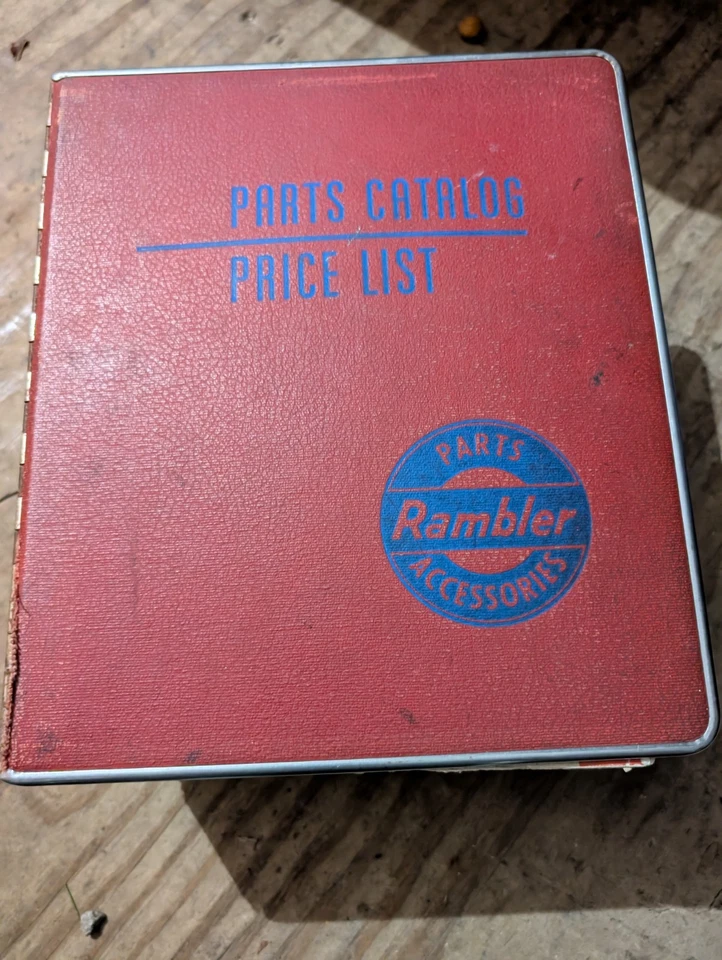 PARTS CATALOG
PRICE LIST
PARTS
Rambler
ACCESSORIES